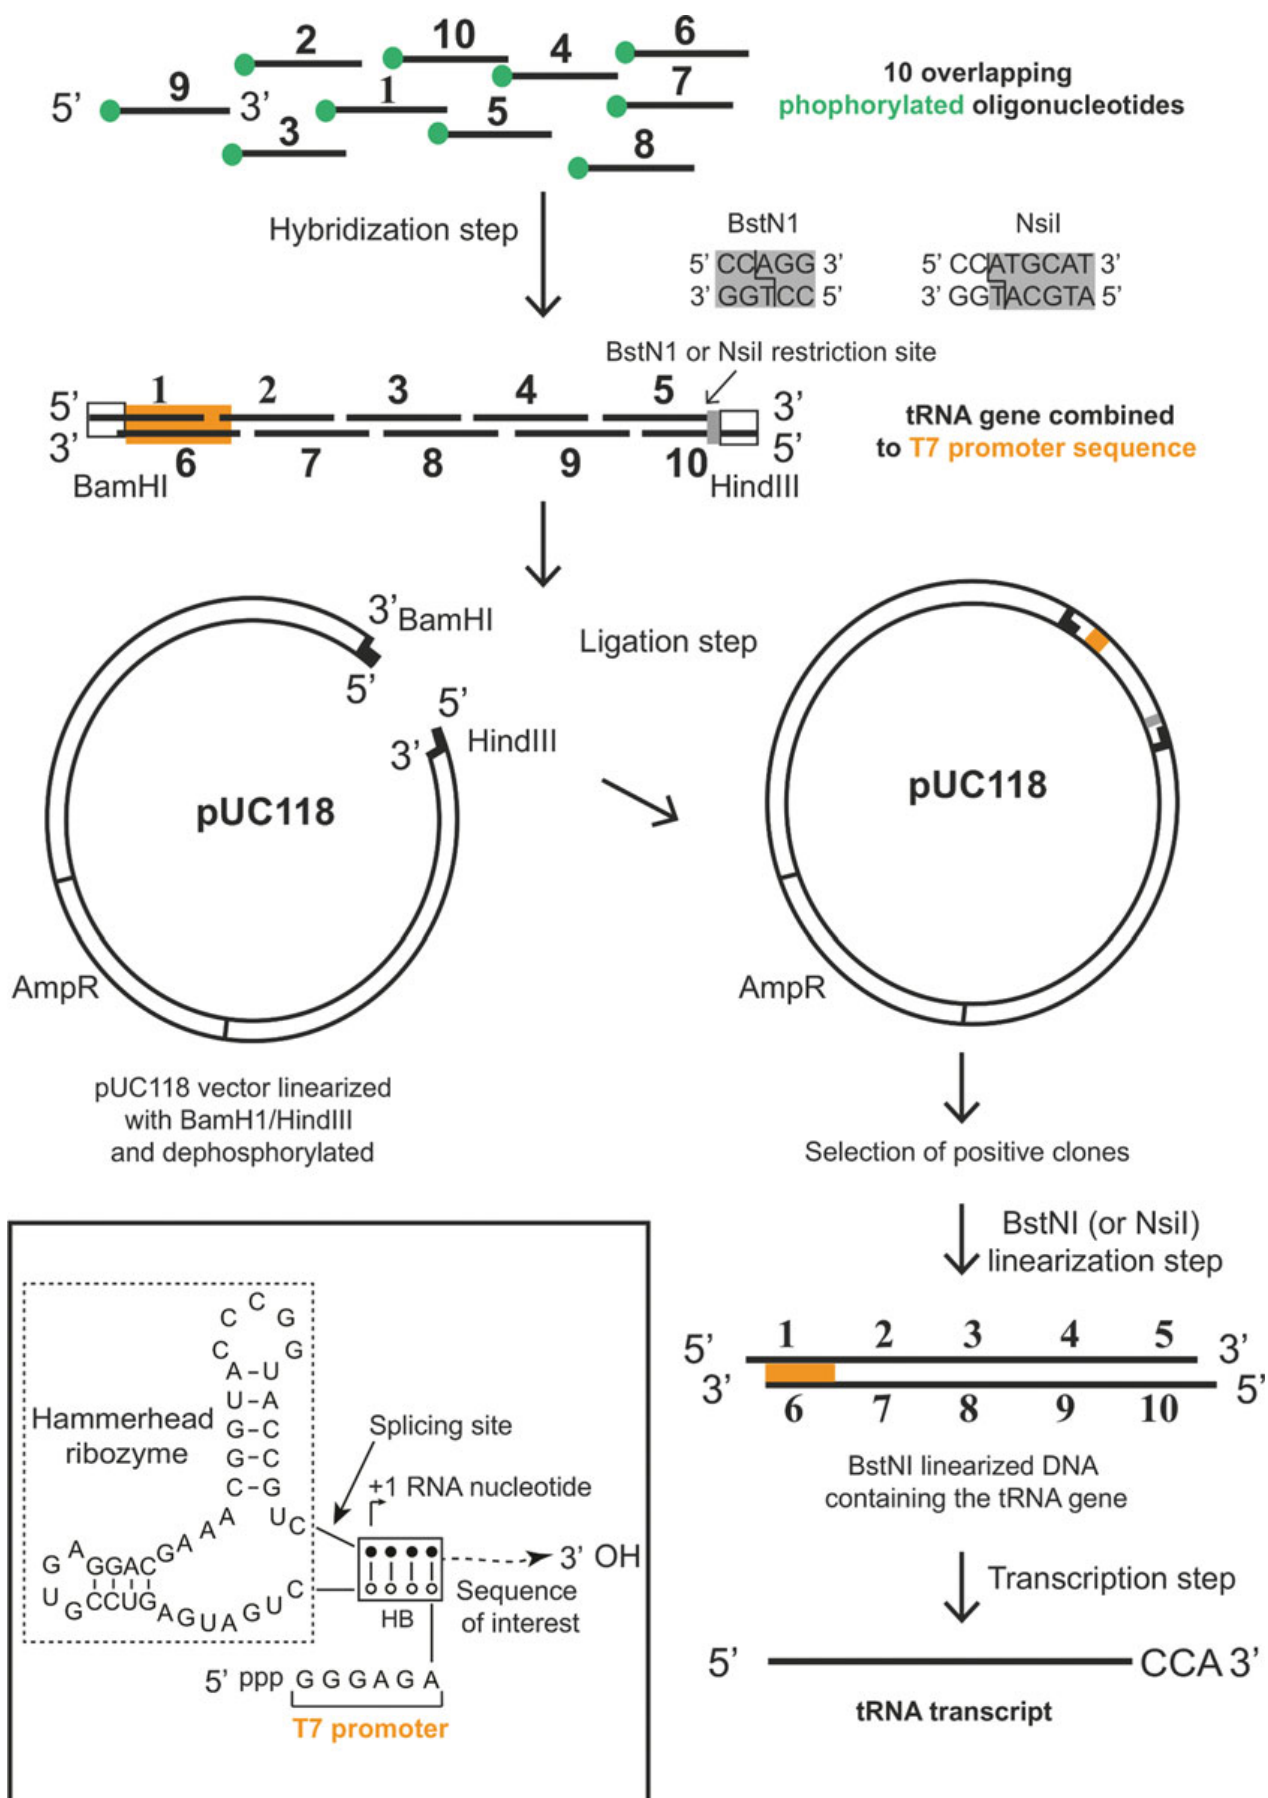 2
10
4
6
9
1
7
3
5
8
5’
3’
10 overlapping
phophorylated oligonucleotides
Hybridization step
BstN1
NsiI
5’ CCAGG 3’
3’ GGTCC 5’
5’ CCATGCAT 3’
3’ GGTACGTA 5’
BstN1 or NsiI restriction site
1
2
3
4
5
5’
3’
3’
5’
6
7
8
9
10
BamHI
HindIII
tRNA gene combined
to T7 promoter sequence
3’
BamHI
5’
5’
HindIII
3’
Ligation step
pUC118
pUC118
AmpR
AmpR
pUC118 vector linearized
with BamH1/HindIII
and dephosphorylated
Selection of positive clones
BstNI (or NsiI)
linearization step
1 2 3 4 5
5’
3’
3’
5’
6 7 8 9 10
BstNI linearized DNA
containing the tRNA gene
Transcription step
5’
CCA 3’
tRNA transcript
C C G
C G
A-U
U-A
G-C
G-C
C-G
Hammerhead
ribozyme
Splicing site
+1 RNA nucleotide
U C
G A G G A C G A A A
U G C C U G A G U A G U C
HB
3’ OH
Sequence
of interest
5’ ppp G G G A G A
T7 promoter